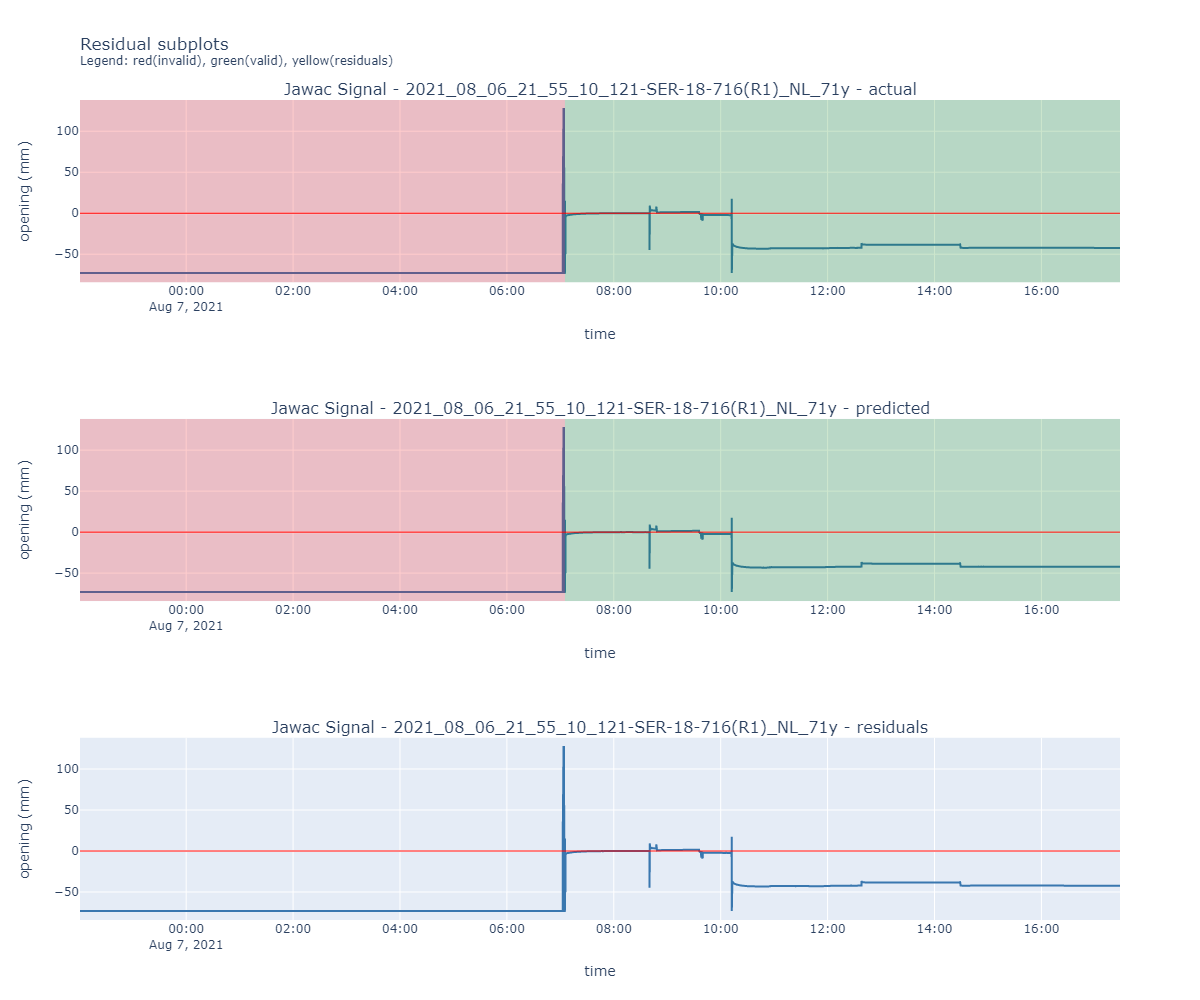 Residual subplots
Legend: red(invalid), green(valid), yellow(residuals)
Jawac Signal - 2021_08_06_21_55_10_121-SER-18-716(R1)_NL_71y - actual
opening (mm)
100
50
0
−50
00:00 02:00 04:00 06:00 08:00 10:00 12:00 14:00 16:00
Aug 7, 2021
time
Jawac Signal - 2021_08_06_21_55_10_121-SER-18-716(R1)_NL_71y - predicted
opening (mm)
100
50
0
−50
00:00 02:00 04:00 06:00 08:00 10:00 12:00 14:00 16:00
Aug 7, 2021
time
Jawac Signal - 2021_08_06_21_55_10_121-SER-18-716(R1)_NL_71y - residuals
opening (mm)
100
50
0
−50
00:00 02:00 04:00 06:00 08:00 10:00 12:00 14:00 16:00
Aug 7, 2021
time